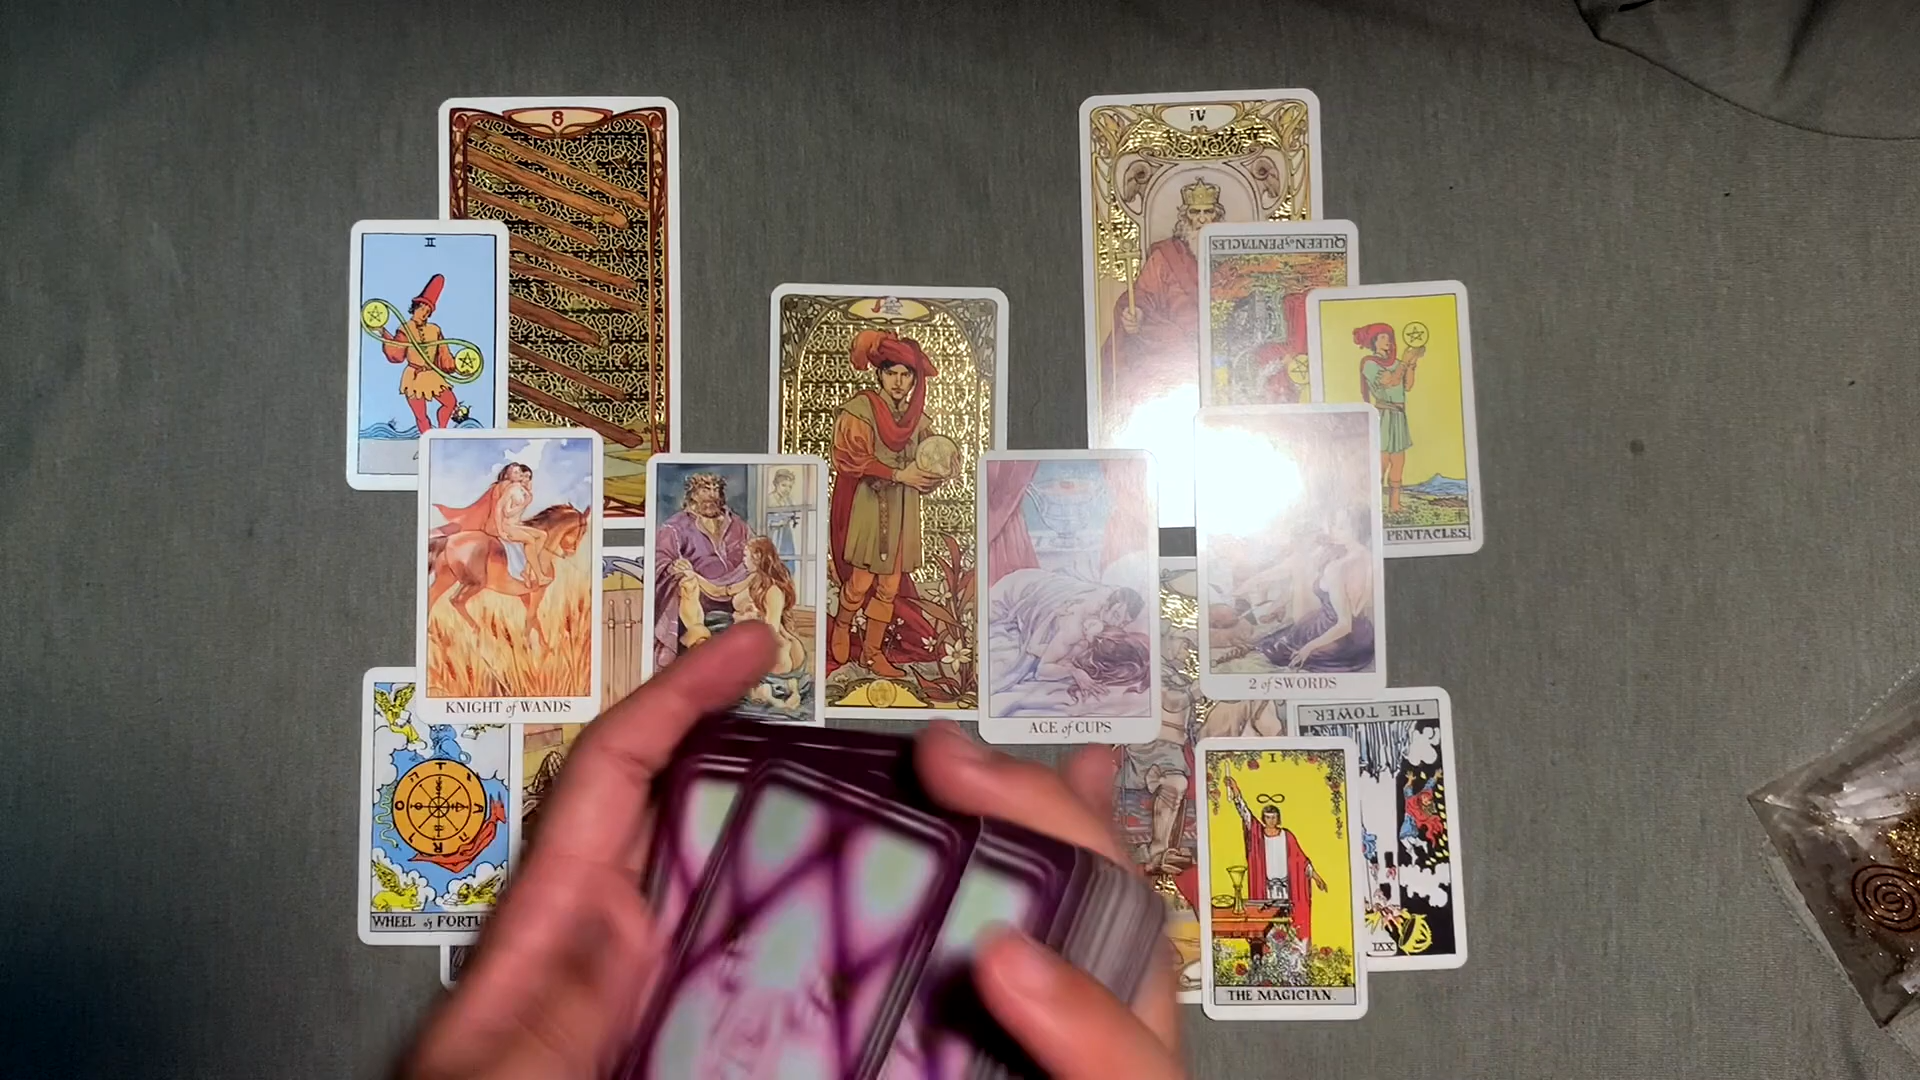 8
IV
II
QUEEN of PENTACLES
PENTACLES.
KNIGHT of WANDS
ACE of CUPS
2 of SWORDS
THE TOWER.
XVI
WHEEL of FORTU
T
A
R
O
I
THE MAGICIAN.